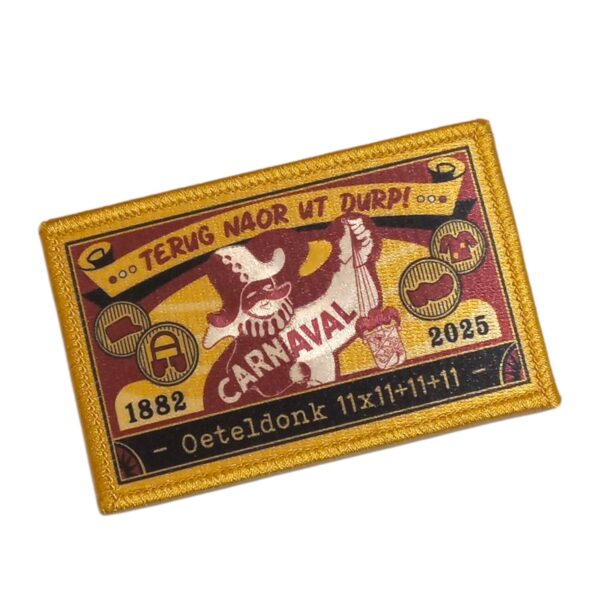 ... TERUG NAOR UT DURP! ...
CARNAVAL
1882
2025
- Oeteldonk 11x11+11+11 -